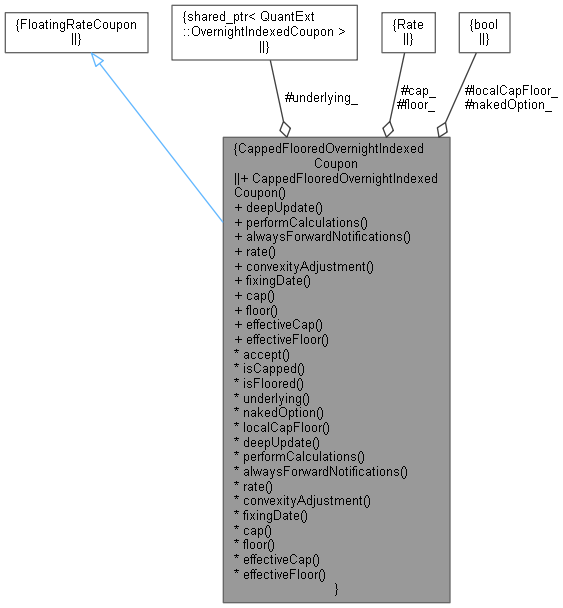 {FloatingRateCoupon
||}
{shared_ptr< QuantExt
::OvernightIndexedCoupon >
||}
{Rate
||}
{bool
||}
#underlying_
#cap_
#floor_
#localCapFloor_
#nakedOption_
{CappedFlooredOvernightIndexed
Coupon
||+ CappedFlooredOvernightIndexed
Coupon()
+ deepUpdate()
+ performCalculations()
+ alwaysForwardNotifications()
+ rate()
+ convexityAdjustment()
+ fixingDate()
+ cap()
+ floor()
+ effectiveCap()
+ effectiveFloor()
* accept()
* isCapped()
* isFloored()
* underlying()
* nakedOption()
* localCapFloor()
* deepUpdate()
* performCalculations()
* alwaysForwardNotifications()
* rate()
* convexityAdjustment()
* fixingDate()
* cap()
* floor()
* effectiveCap()
* effectiveFloor()
}